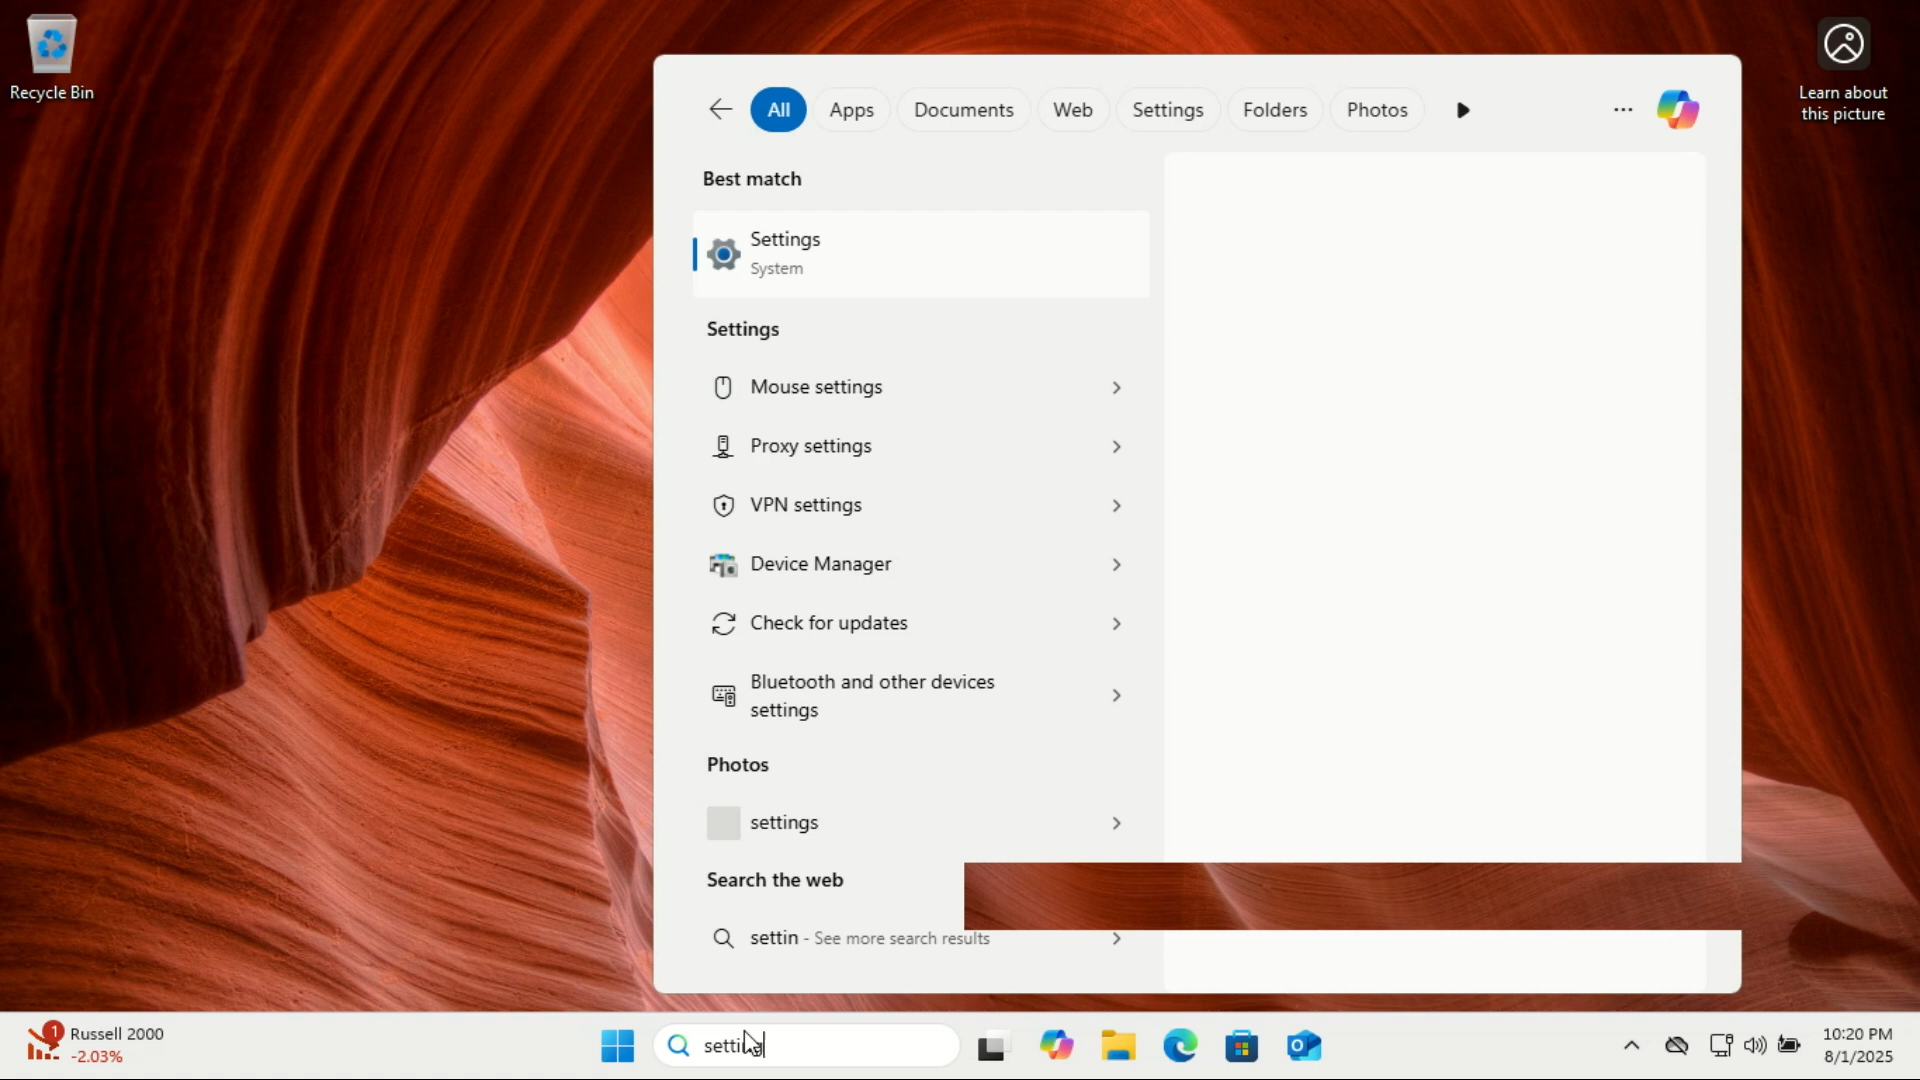 Recycle Bin
Learn about
this picture
All
Apps
Documents
Web
Settings
Folders
Photos
Best match
Settings
System
Settings
Mouse settings
Proxy settings
VPN settings
Device Manager
Check for updates
Bluetooth and other devices
settings
Photos
settings
Search the web
settin - See more search results
1
Russell 2000
-2.03%
10:20 PM
8/1/2025